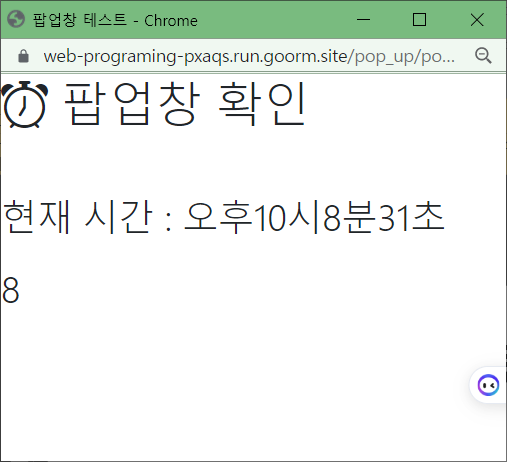 팝업창 테스트 - Chrome
web-programing-pxaqs.run.goorm.site/pop_up/po...
팝업창 확인
현재 시간 : 오후10시8분31초
8